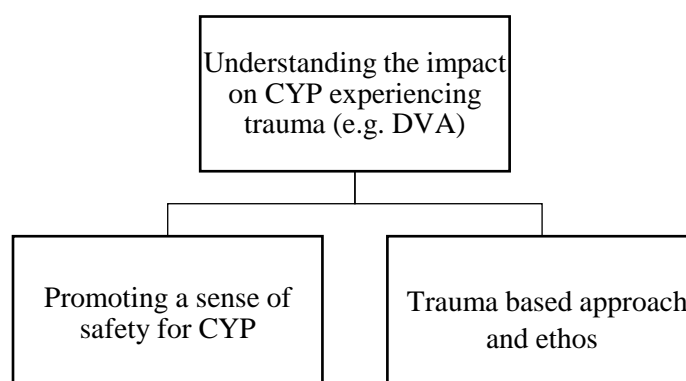 Understanding the impact
on CYP experiencing
trauma (e.g. DVA)
Promoting a sense of
safety for CYP
Trauma based approach
and ethos